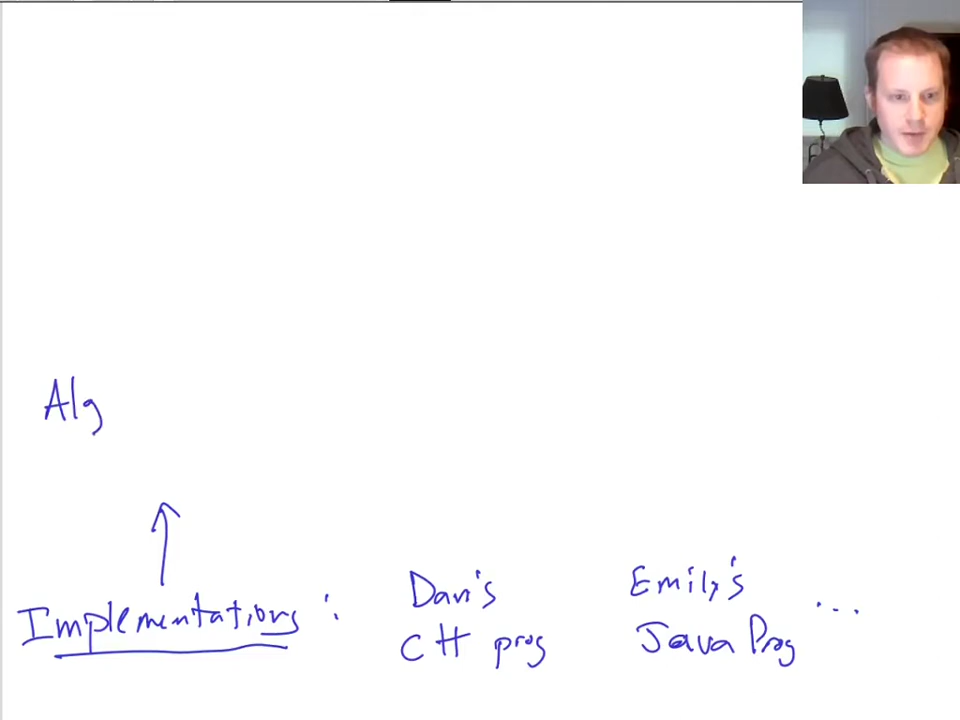 Alg
Implementations:
Dan's
C++ prog
Emily's
Java Prog
...